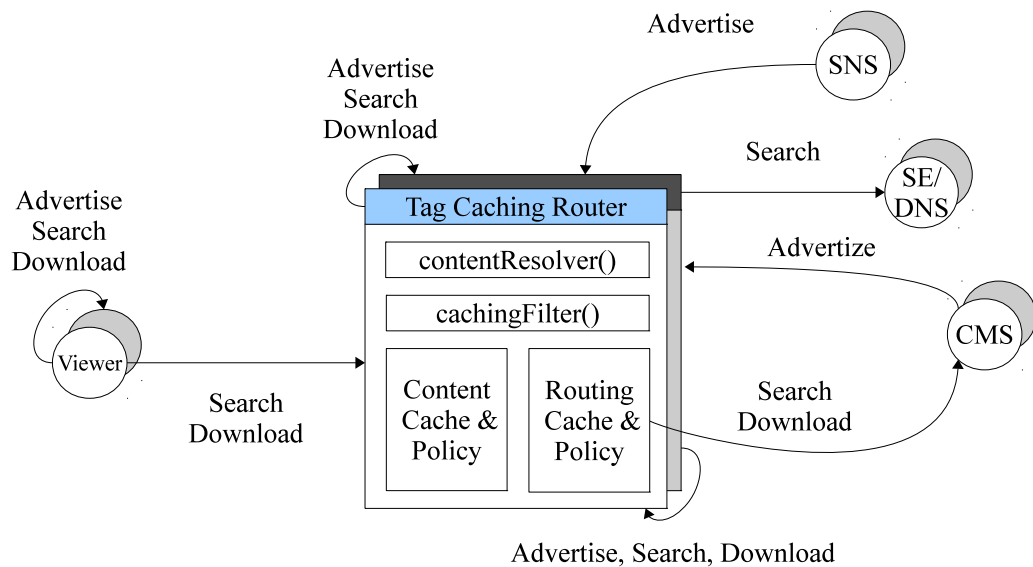 Advertise
SNS
Advertise
Search
Download
Search
SE/
DNS
Tag Caching Router
Advertise
Search
Download
Advertize
contentResolver()
cachingFilter()
CMS
Viewer
Content
Cache &
Policy
Routing
Cache &
Policy
Search
Download
Search
Download
Advertise, Search, Download